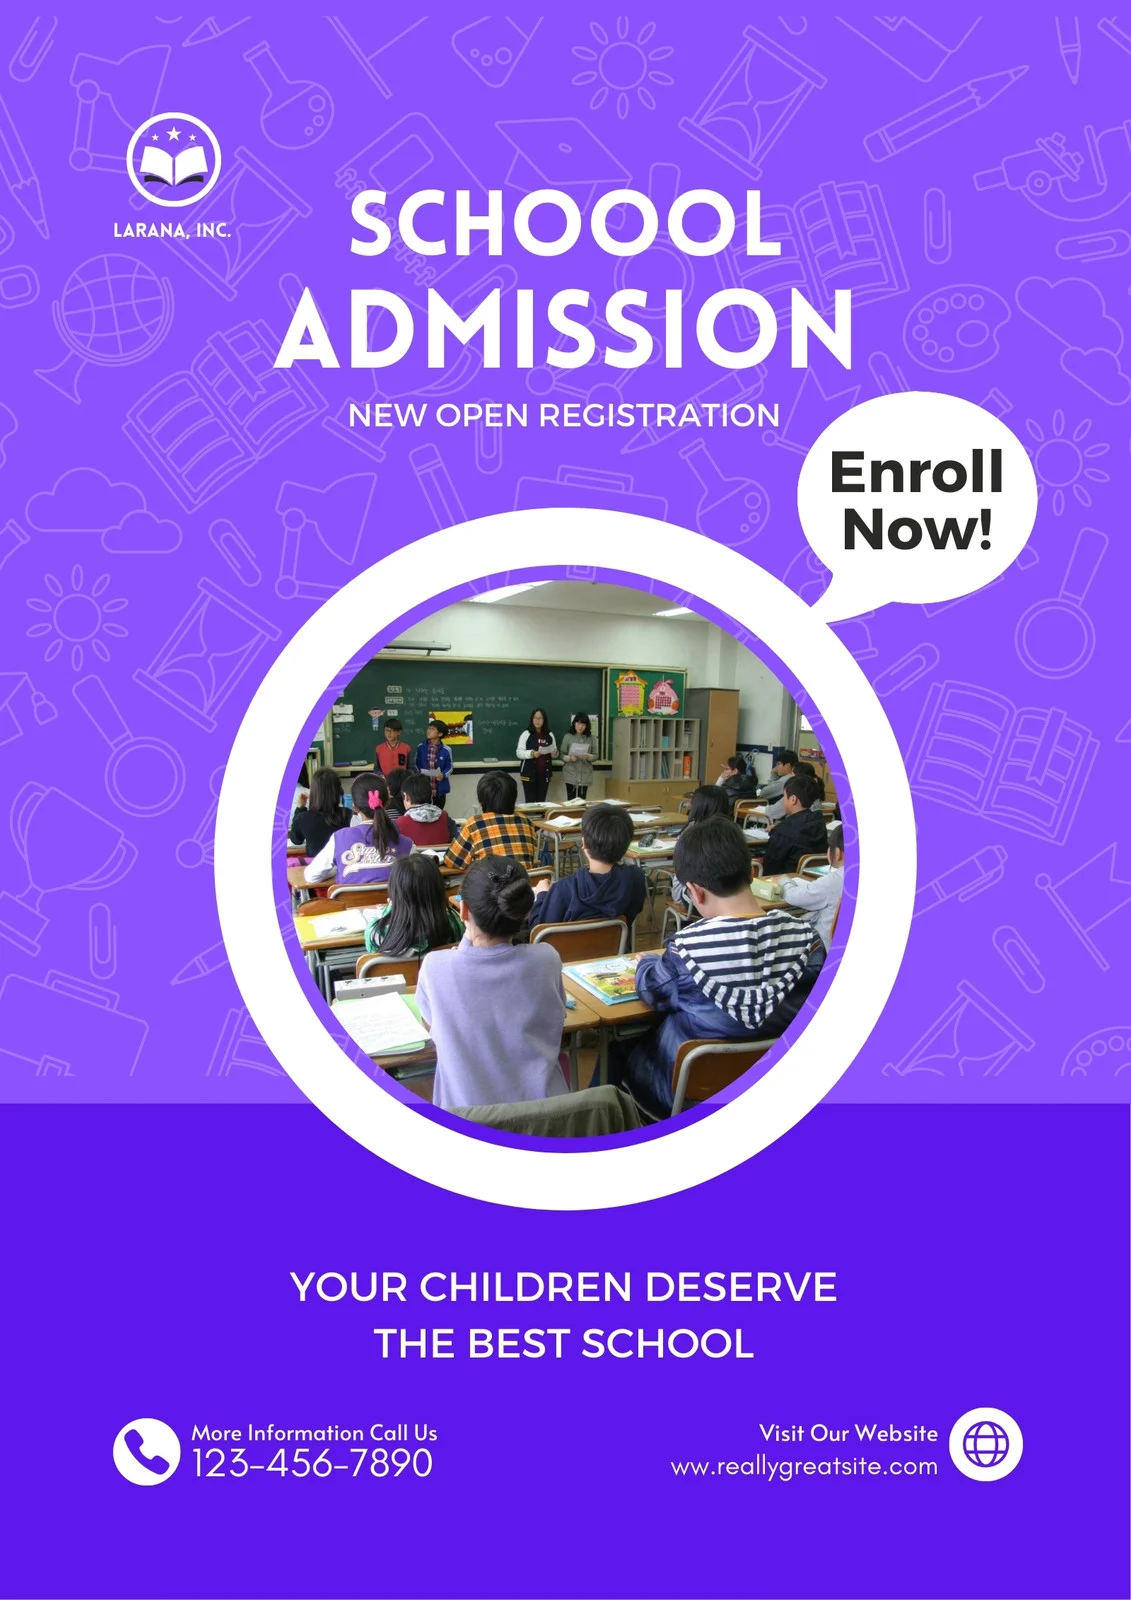 LARANA, INC.
SCHOOOL
ADMISSION
NEW OPEN REGISTRATION
Enroll
Now!
YOUR CHILDREN DESERVE
THE BEST SCHOOL
More Information Call Us
123-456-7890
Visit Our Website
ww.reallygreatsite.com